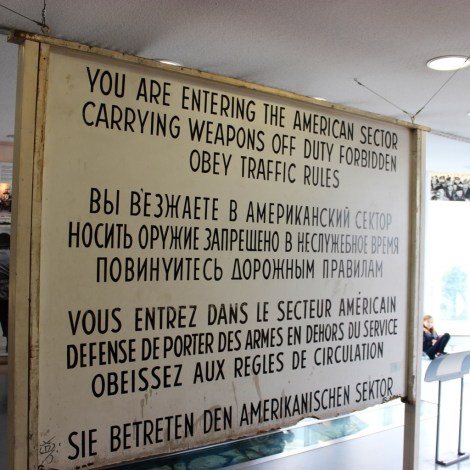 YOU ARE ENTERING THE AMERICAN SECTOR
CARRYING WEAPONS OFF DUTY FORBIDDEN
OBEY TRAFFIC RULES
ВЫ ВЪЕЗЖАЕТЕ В АМЕРИКАНСКИЙ СЕКТОР
НОСИТЬ ОРУЖИЕ ЗАПРЕЩЕНО В НЕСЛУЖЕБНОЕ ВРЕМЯ
ПОВИНУЙТЕСЬ ДОРОЖНЫМ ПРАВИЛАМ
VOUS ENTREZ DANS LE SECTEUR AMÉRICAIN
DEFENSE DE PORTER DES ARMES EN DEHORS DU SERVICE
OBEISSEZ AUX REGLES DE CIRCULATION
SIE BETRETEN DEN AMERIKANISCHEN SEKTOR